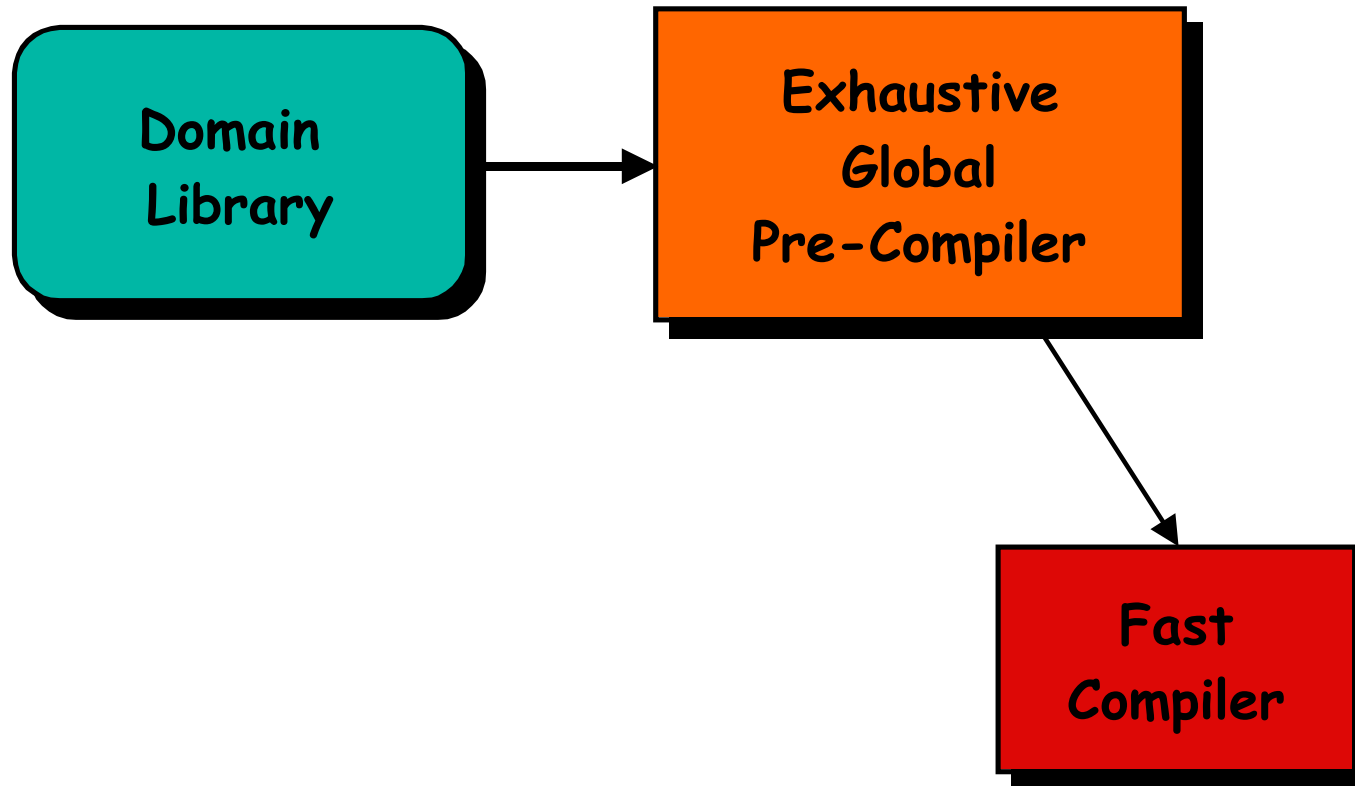 Domain
Library
Exhaustive
Global
Pre-Compiler
Fast
Compiler